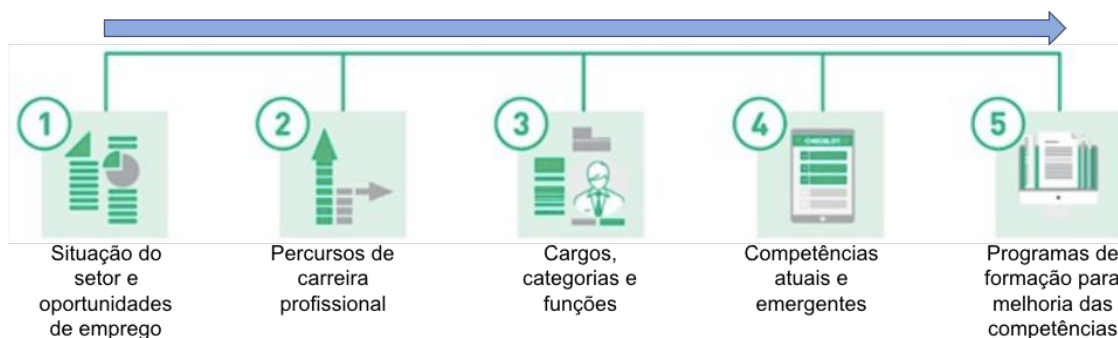 1
Situação do
setor e
oportunidades
de emprego
2
Percursos de
carreira
profissional
3
Cargos,
categorias e
funções
4
CHECKLIST
Competências
atuais e
emergentes
5
Programas de
formação para
melhoria das
competências